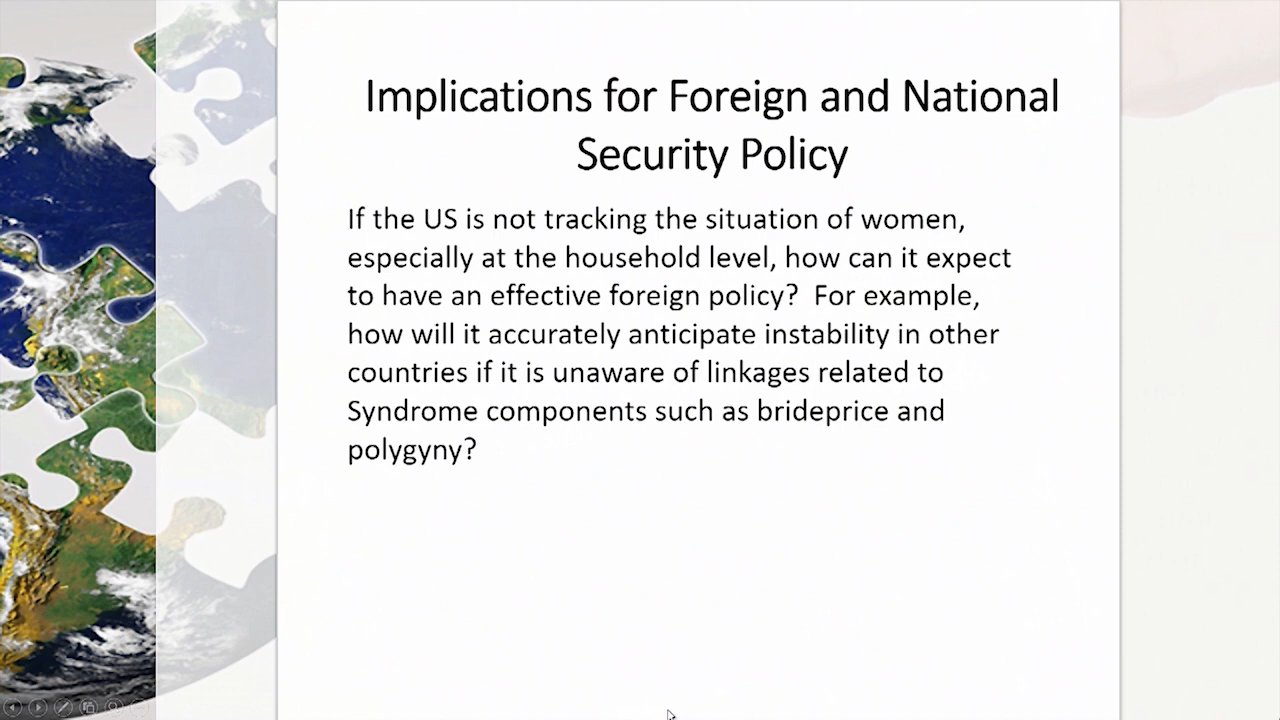 Implications for Foreign and National
Security Policy
If the US is not tracking the situation of women,
especially at the household level, how can it expect
to have an effective foreign policy?  For example,
how will it accurately anticipate instability in other
countries if it is unaware of linkages related to
Syndrome components such as brideprice and
polygyny?